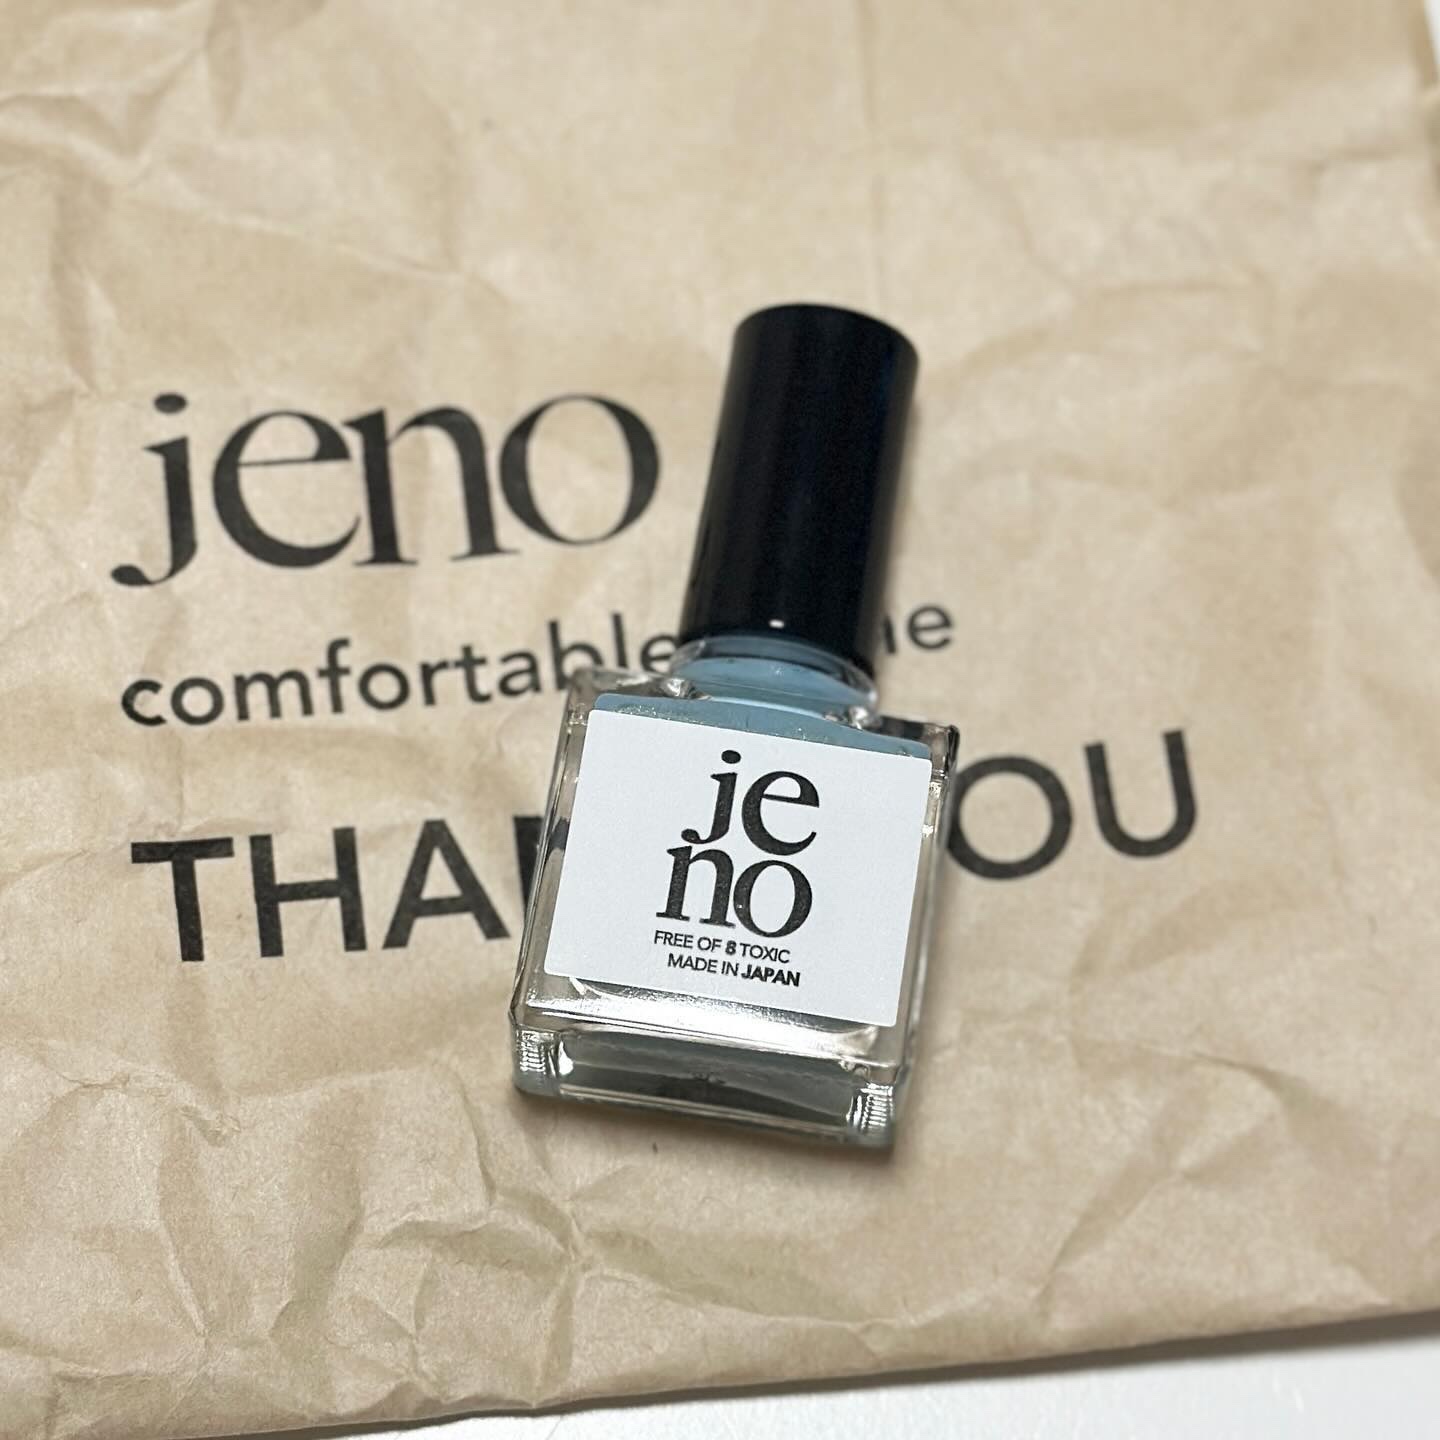 jeno
comfortable
THA
OU
je
no
FREE OF 8 TOXIC
MADE IN JAPAN